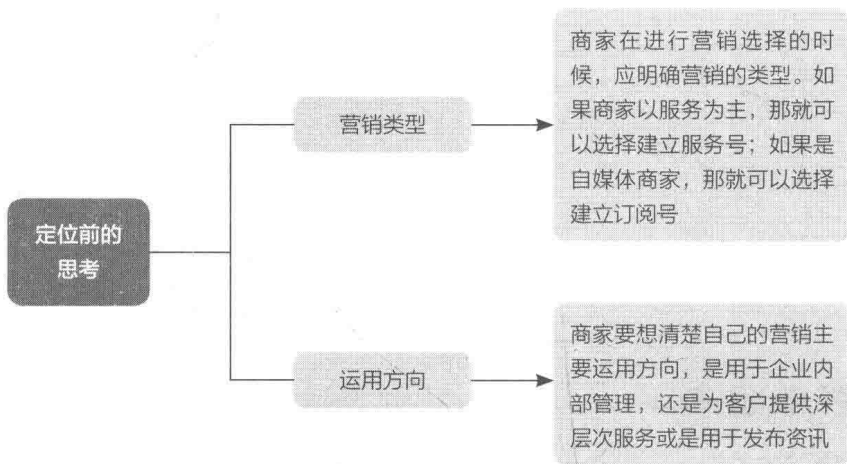 定位前的
思考
营销类型
商家在进行营销选择的时
候，应明确营销的类型。如
果商家以服务为主，那就可
以选择建立服务号；如果是
自媒体商家，那就可以选择
建立订阅号
运用方向
商家要想清楚自己的营销主
要运用方向，是用于企业内
部管理，还是为客户提供深
层次服务或是用于发布资讯